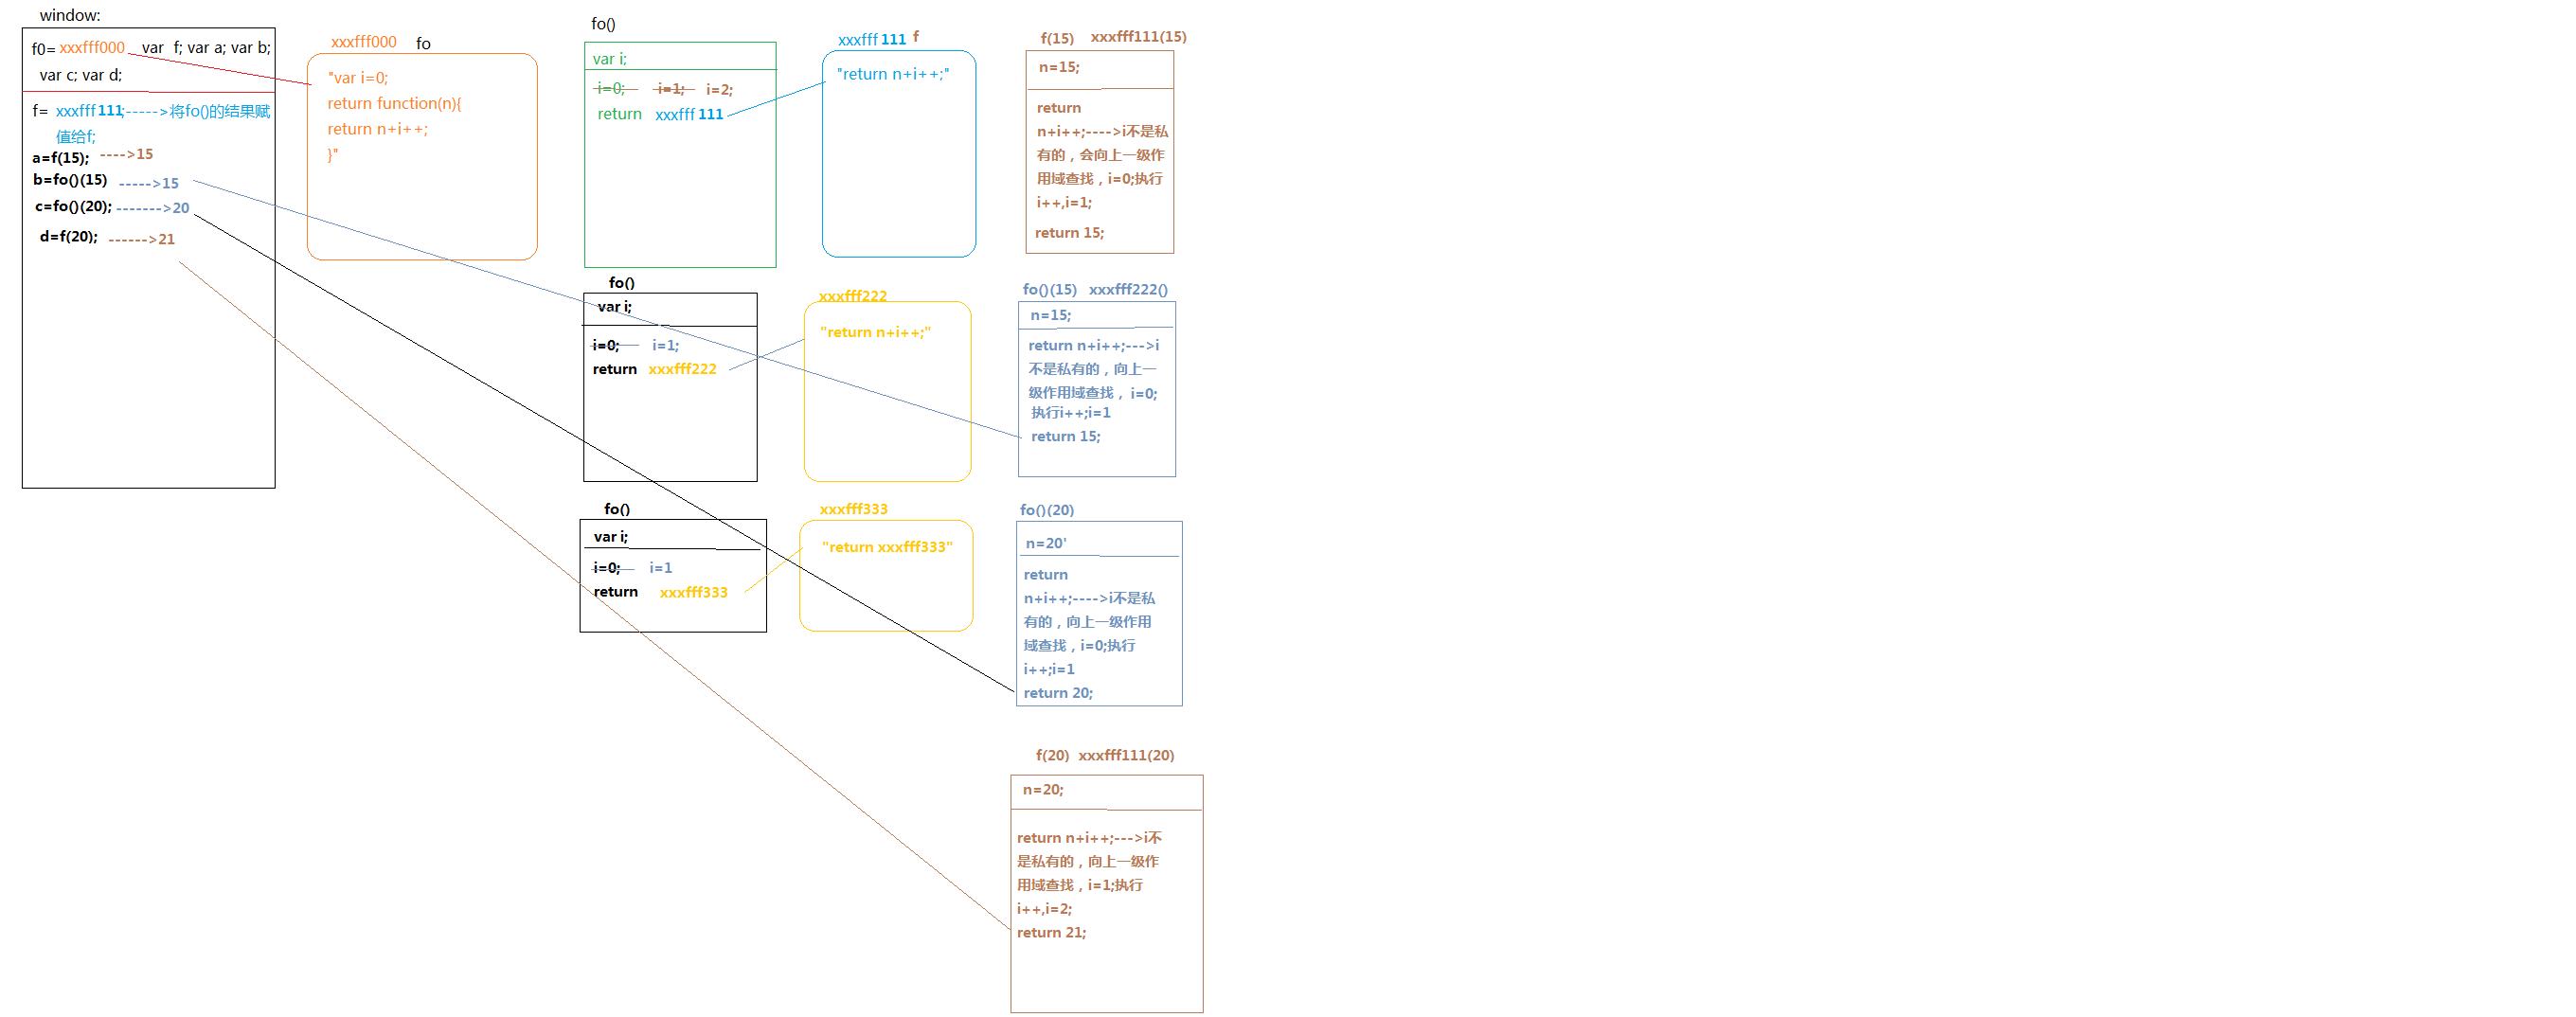 window:
f0= xxxfff000 var f; var a; var b;
var c; var d;
f= xxxfff 111;----->将fo()的结果赋
值给f;
a=f(15); ---->15
b=fo()(15) ----->15
c=fo()(20);------->20
d=f(20); ------>21
xxxfff000 fo
"var i=0;
return function(n){
return n+i++;
}"
fo()
var i;
i=0; i=1; i=2;
return xxxfff 111
xxxfff 111 f
"return n+i++;"
f(15) xxxfff111(15)
n=15;
return
n+i++;---->i不是私
有的，会向上一级作
用域查找，i=0;执行
i++,i=1;
return 15;
fo()
var i;
i=0; i=1;
return xxxfff222
xxxfff222
"return n+i++;"
fo()(15) xxxfff222()
n=15;
return n+i++;--->i
不是私有的，向上一
级作用域查找，i=0;
执行i++;i=1
return 15;
fo()
var i;
i=0; i=1
return xxxfff333
xxxfff333
"return xxxfff333"
fo()(20)
n=20'
return
n+i++;---->i不是私
有的，向上一级作用
域查找，i=0;执行
i++;i=1
return 20;
f(20) xxxfff111(20)
n=20;
return n+i++;--->i不
是私有的，向上一级作
用域查找，i=1;执行
i++,i=2;
return 21;